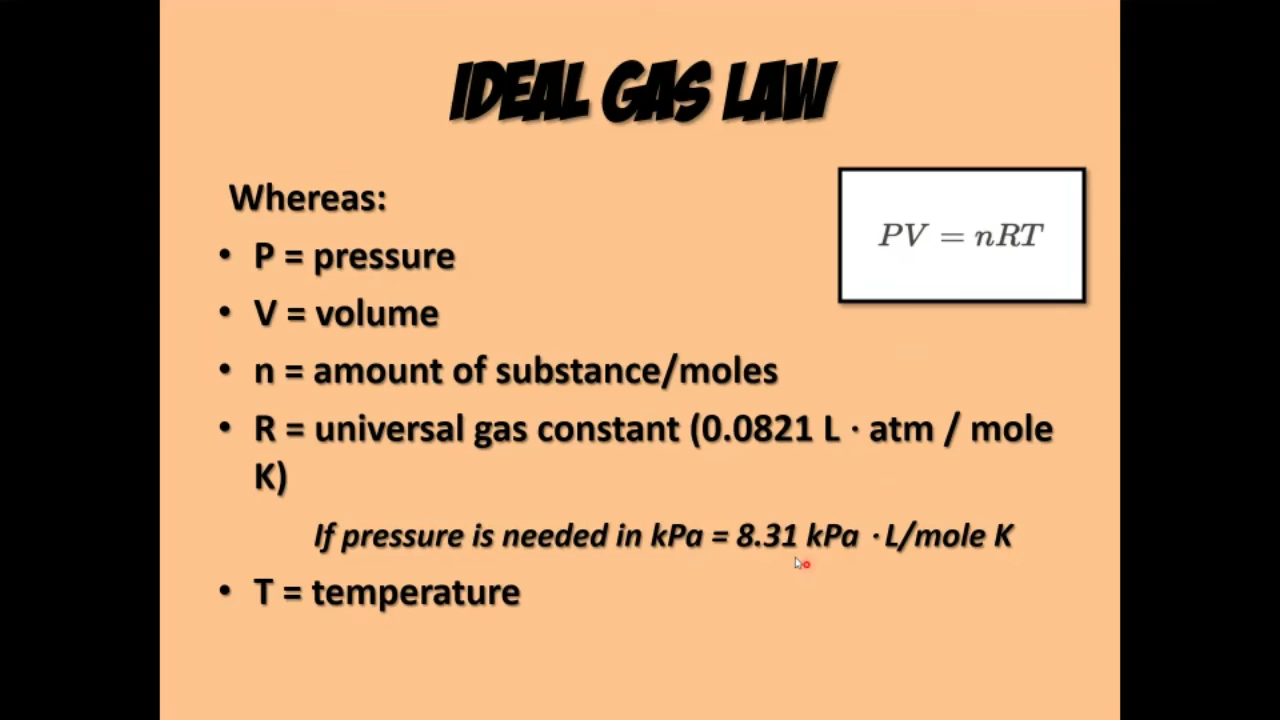 IDEAL GAS LAW
Whereas:
PV = nRT
• P = pressure
• V = volume
• n = amount of substance/moles
• R = universal gas constant (0.0821 L · atm / mole
K)
If pressure is needed in kPa = 8.31 kPa · L/mole K
• T = temperature